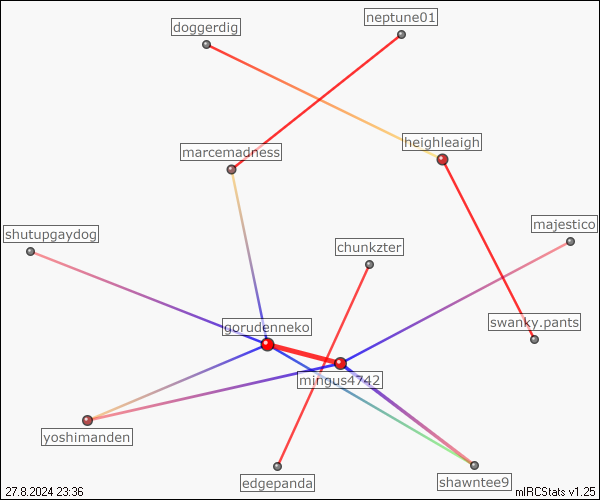 neptune01
doggerdig
heighleaigh
marcemadness
majestico
shutupgaydog
chunkzter
swanky.pants
gorudenneko
mingus4742
yoshimanden
edgepanda
shawntee9
27.8.2024 23:36
mIRCStats v1.25